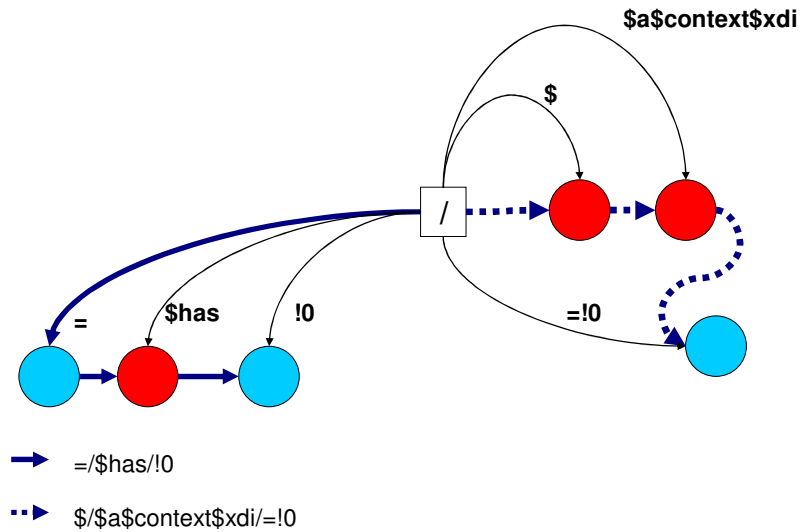 $a$context$xdi
$
/
= $has !0
=!0
=/$has/!0
$/$a$context$xdi/=!0